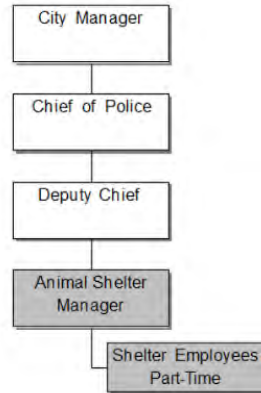 City Manager
Chief of Police
Deputy Chief
Animal Shelter
Manager
Shelter Employees
Part-Time